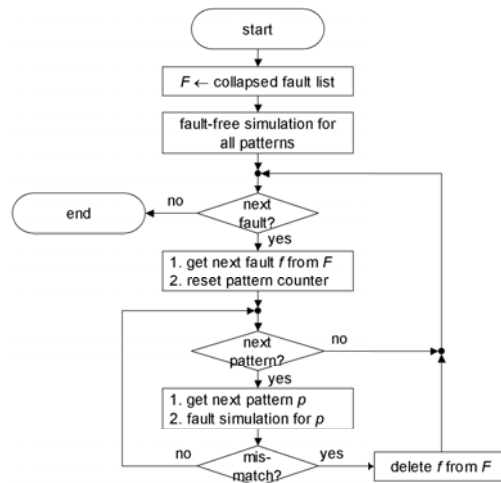 start
F ← collapsed fault list
fault-free simulation for
all patterns
no
end
next
fault?
yes
1. get next fault f from F
2. reset pattern counter
next
pattern?
no
yes
1. get next pattern p
2. fault simulation for p
no
mis-
match?
yes
delete f from F